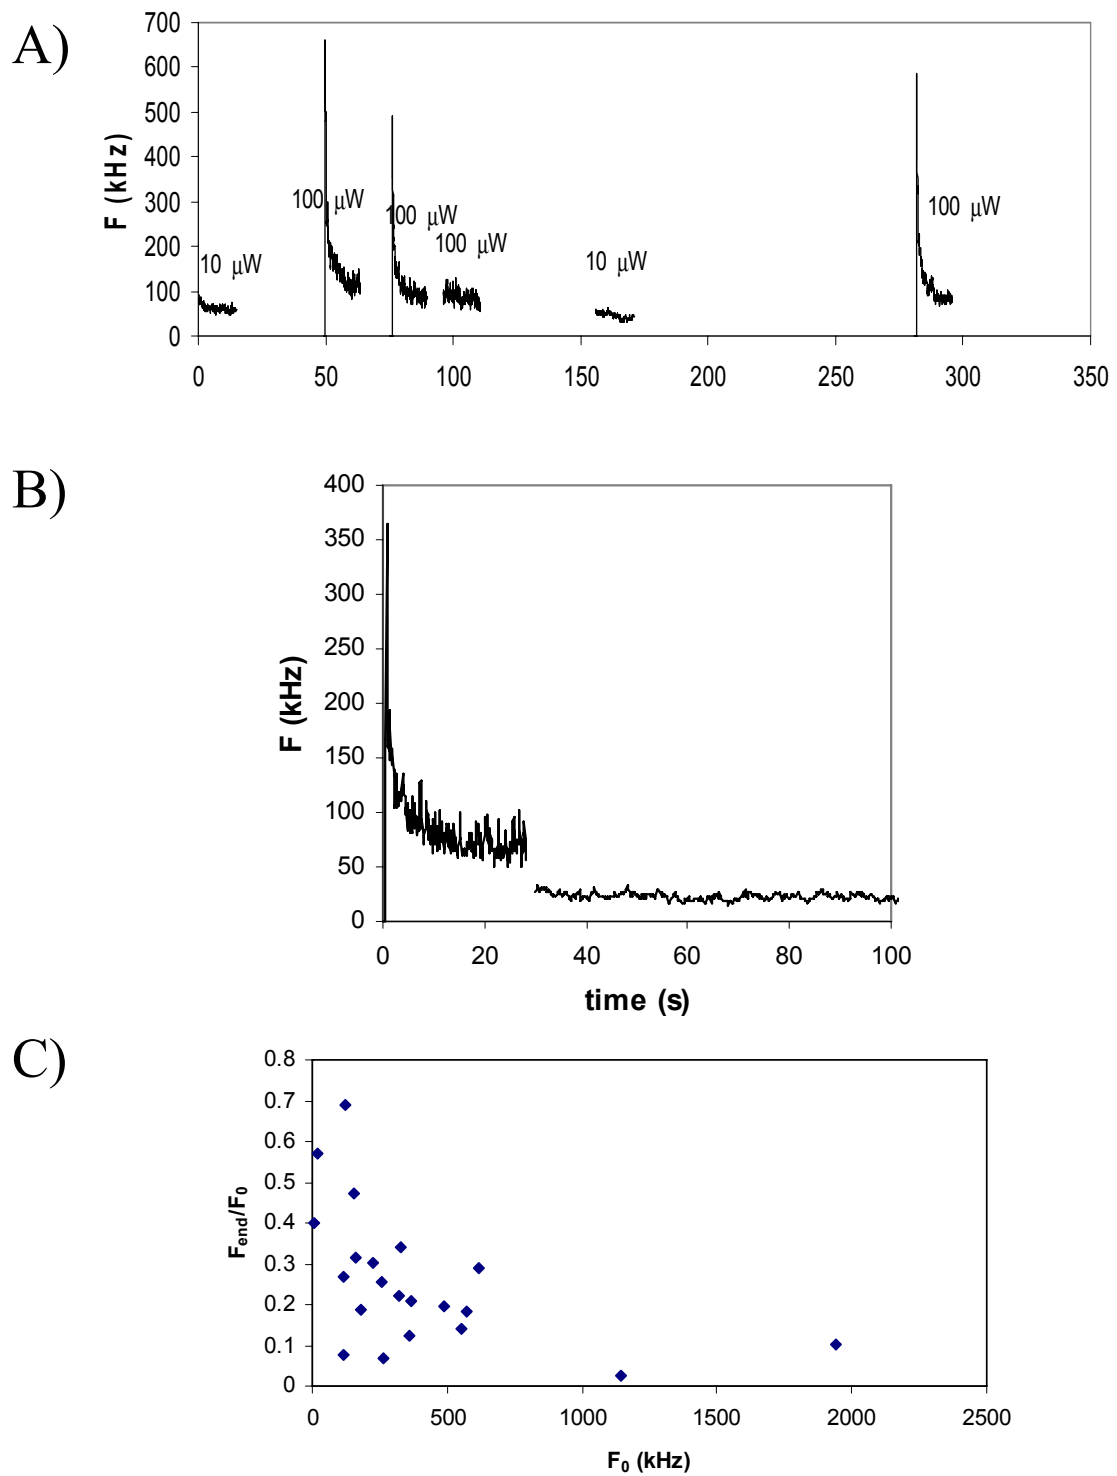 A)
700
600
500
400
300
200
100
0
F (kHz)
10 μW
100 μW
100 μW
100 μW
10 μW
100 μW
0 50 100 150 200 250 300 350
B)
400
350
300
250
200
150
100
50
0
F (kHz)
0 20 40 60 80 100
time (s)
C)
0.8
0.7
0.6
0.5
0.4
0.3
0.2
0.1
0
Fend/F0
0 500 1000 1500 2000 2500
F0 (kHz)